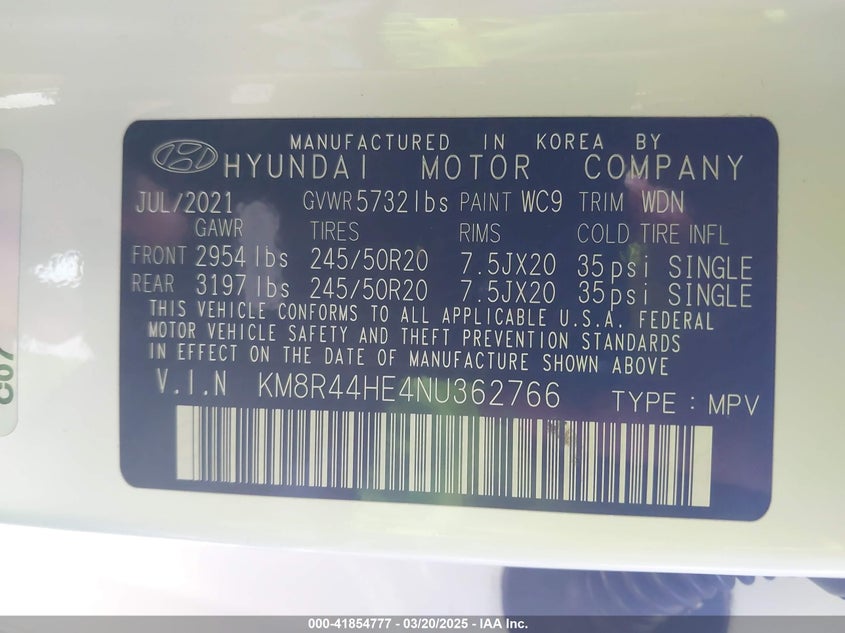 MANUFACTURED IN KOREA BY
HYUNDAI MOTOR COMPANY
JUL/2021 GVWR 5732lbs PAINT WC9 TRIM WDN
GAWR TIRES RIMS COLD TIRE INFL
FRONT 2954 lbs 245/50R20 7.5JX20 35psi SINGLE
REAR 3197 lbs 245/50R20 7.5JX20 35psi SINGLE
THIS VEHICLE CONFORMS TO ALL APPLICABLE U.S.A. FEDERAL
MOTOR VEHICLE SAFETY AND THEFT PREVENTION STANDARDS
IN EFFECT ON THE DATE OF MANUFACTURE SHOWN ABOVE
V.I.N KM8R44HE4NU362766 TYPE : MPV
C07
000-41854777 - 03/20/2025 - IAA Inc.